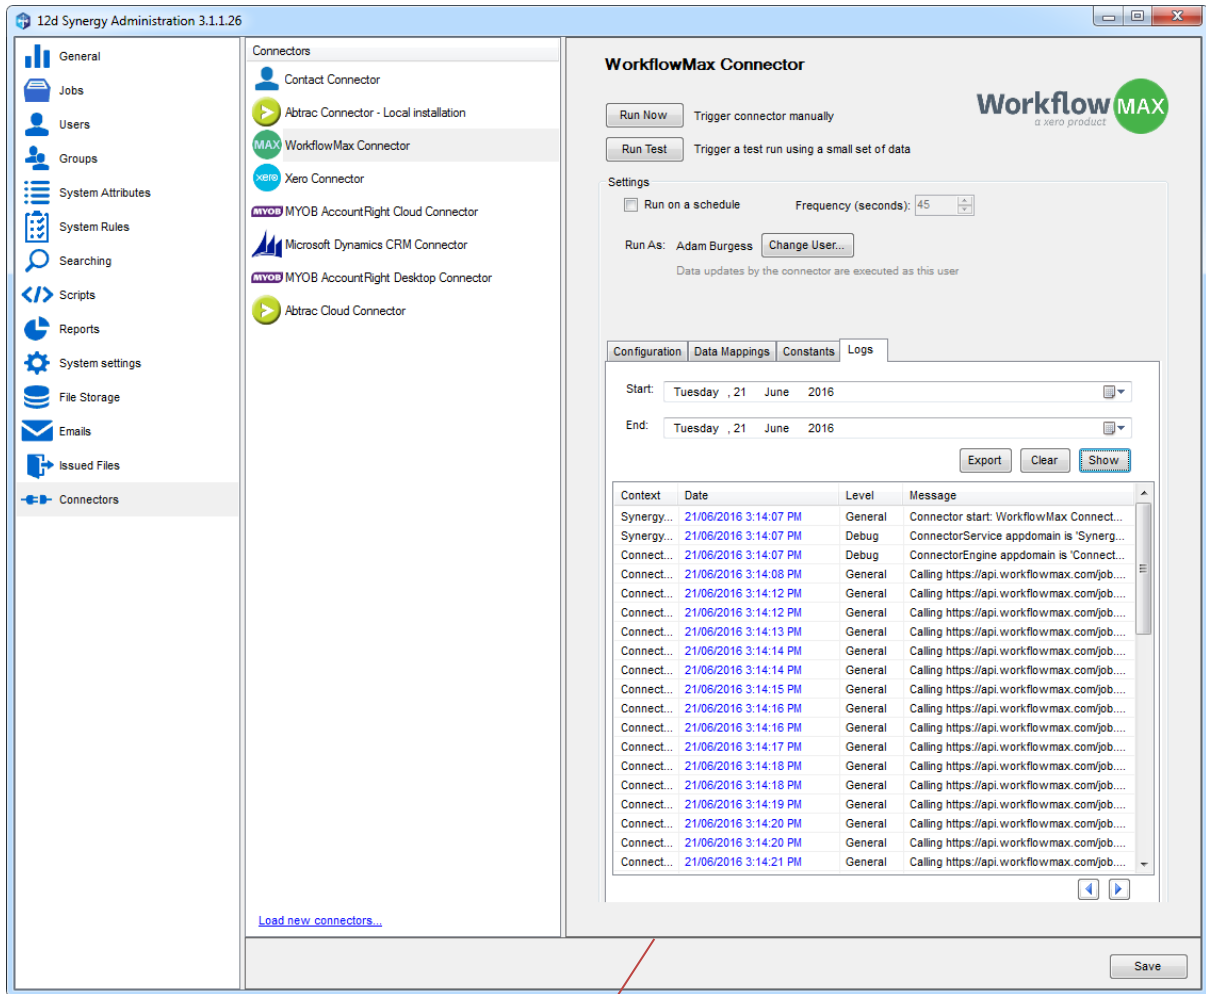 12d Synergy Administration 3.1.1.26
General
Jobs
Users
Groups
System Attributes
System Rules
Searching
Scripts
Reports
System settings
File Storage
Emails
Issued Files
Connectors
Connectors
Contact Connector
Abtrac Connector - Local installation
MAX WorkflowMax Connector
xero Xero Connector
MYOB MYOB AccountRight Cloud Connector
Microsoft Dynamics CRM Connector
MYOB MYOB AccountRight Desktop Connector
Abtrac Cloud Connector
Load new connectors...
WorkflowMax Connector
Workflow MAX
a xero product
Run Now Trigger connector manually
Run Test Trigger a test run using a small set of data
Settings
Run on a schedule Frequency (seconds): 45
Run As: Adam Burgess Change User...
Data updates by the connector are executed as this user
Configuration Data Mappings Constants Logs
Start: Tuesday , 21 June 2016
End: Tuesday , 21 June 2016
Export Clear Show
Context Date Level Message
Synergy... 21/06/2016 3:14:07 PM General Connector start: WorkflowMax Connect...
Synergy... 21/06/2016 3:14:07 PM Debug ConnectorService appdomain is 'Synerg...
Connect... 21/06/2016 3:14:07 PM Debug ConnectorEngine appdomain is 'Connect...
Connect... 21/06/2016 3:14:08 PM General Calling https://api.workflowmax.com/job....
Connect... 21/06/2016 3:14:12 PM General Calling https://api.workflowmax.com/job....
Connect... 21/06/2016 3:14:12 PM General Calling https://api.workflowmax.com/job....
Connect... 21/06/2016 3:14:13 PM General Calling https://api.workflowmax.com/job....
Connect... 21/06/2016 3:14:14 PM General Calling https://api.workflowmax.com/job....
Connect... 21/06/2016 3:14:14 PM General Calling https://api.workflowmax.com/job....
Connect... 21/06/2016 3:14:15 PM General Calling https://api.workflowmax.com/job....
Connect... 21/06/2016 3:14:16 PM General Calling https://api.workflowmax.com/job....
Connect... 21/06/2016 3:14:16 PM General Calling https://api.workflowmax.com/job....
Connect... 21/06/2016 3:14:17 PM General Calling https://api.workflowmax.com/job....
Connect... 21/06/2016 3:14:18 PM General Calling https://api.workflowmax.com/job....
Connect... 21/06/2016 3:14:18 PM General Calling https://api.workflowmax.com/job....
Connect... 21/06/2016 3:14:19 PM General Calling https://api.workflowmax.com/job....
Connect... 21/06/2016 3:14:20 PM General Calling https://api.workflowmax.com/job....
Connect... 21/06/2016 3:14:20 PM General Calling https://api.workflowmax.com/job....
Connect... 21/06/2016 3:14:21 PM General Calling https://api.workflowmax.com/job....
Save